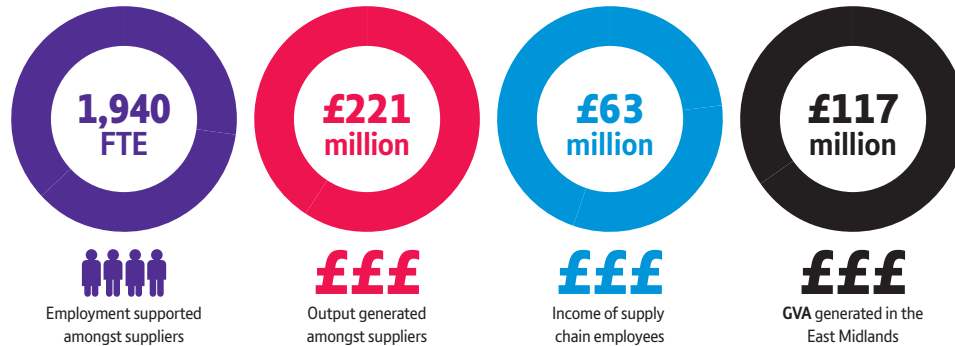 1,940
FTE
£221
million
£63
million
£117
million
£££
£££
£££
Employment supported
amongst suppliers
Output generated
amongst suppliers
Income of supply
chain employees
GVA generated in the
East Midlands